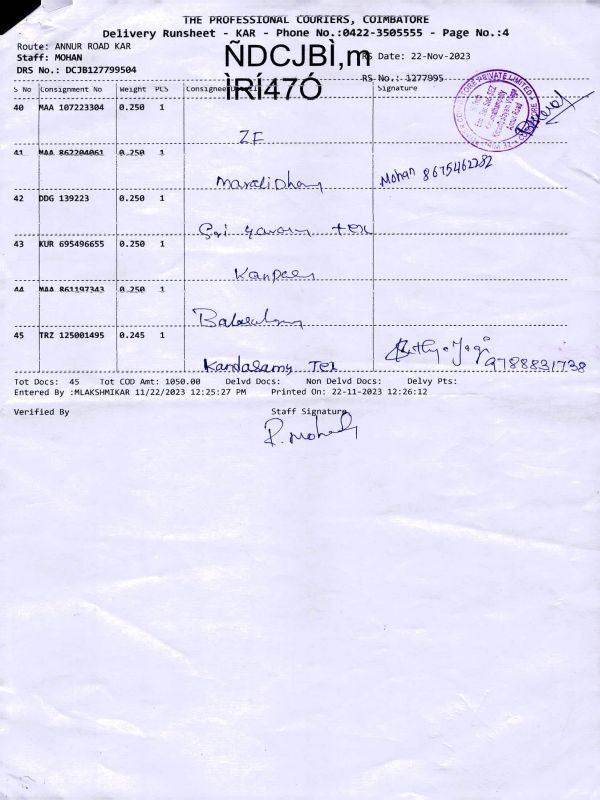 THE PROFESSIONAL COURIERS, COIMBATORE
Delivery Runsheet - KAR - Phone No.:0422-3505555 - Page No.:4
Route: ANNUR ROAD KAR
Staff: MOHAN
DRS No.: DCJB127799504
ÑDCJBÌ,m
ÌRÍ47Ó
Date: 22-Nov-2023
RS No.: 1277995
S No Consignment No Weight PCS Consignee Signature
40 MAA 107223304 0.250 1
ZF
41 MAA 862204061 0.250 1
Mohan 8675462282
42 DDG 139223 0.250 1
Sri tex
43 KUR 695496655 0.250 1
44 MAA 861197343 0.250 1
45 TRZ 125001495 0.245 1
Kandasamy Tex
9788831738
Tot Docs: 45 Tot COD Amt: 1050.00 Delvd Docs: Non Delvd Docs: Delvy Pts:
Entered By :MLAKSHMIKAR 11/22/2023 12:25:27 PM Printed On: 22-11-2023 12:26:12
Verified By Staff Signature